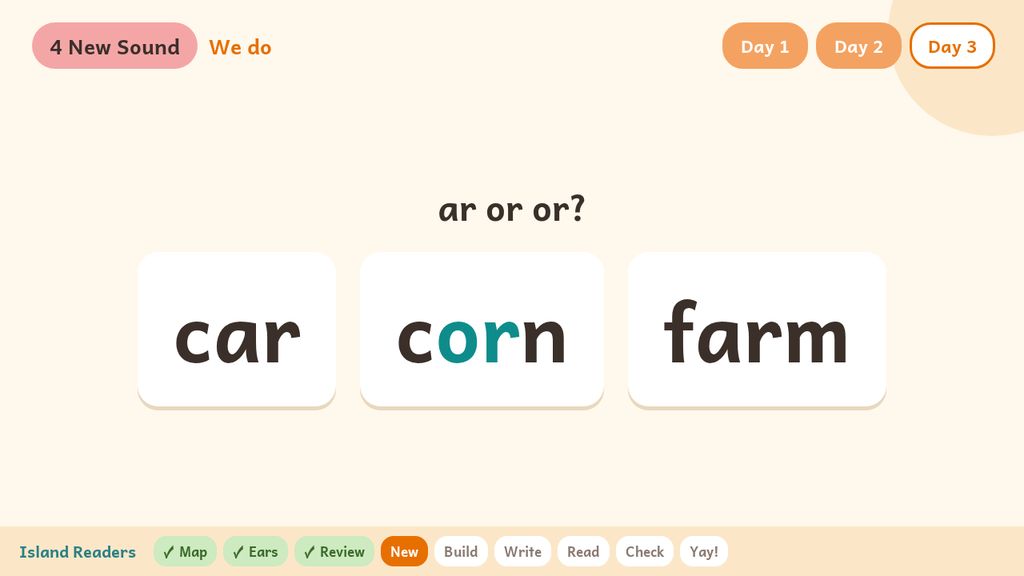 4 New Sound We do Day 1 Day 2 Day 3
ar or or?
car corn farm
Island Readers ✓ Map ✓ Ears ✓ Review New Build Write Read Check Yay!